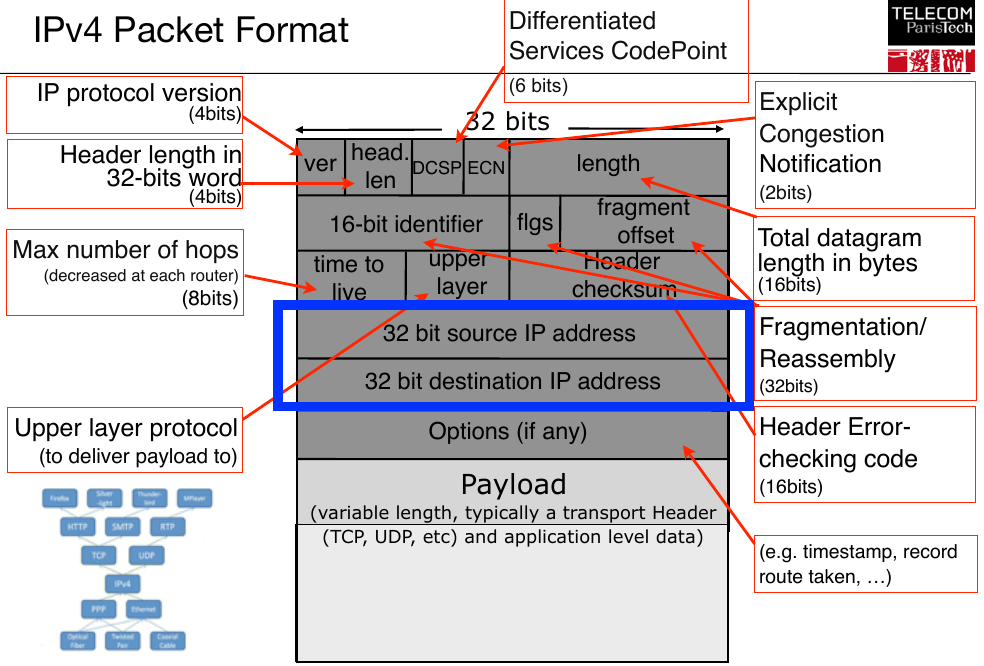 IPv4 Packet Format
TELECOM
ParisTech
Differentiated
Services CodePoint
(6 bits)
IP protocol version
(4bits)
Header length in
32-bits word
(4bits)
Max number of hops
(decreased at each router)
(8bits)
Upper layer protocol
(to deliver payload to)
32 bits
ver
head.
len
DCSP
ECN
length
16-bit identifier
flgs
fragment
offset
time to
live
upper
layer
Header
checksum
32 bit source IP address
32 bit destination IP address
Options (if any)
Payload
(variable length, typically a transport Header
(TCP, UDP, etc) and application level data)
Explicit
Congestion
Notification
(2bits)
Total datagram
length in bytes
(16bits)
Fragmentation/
Reassembly
(32bits)
Header Error-
checking code
(16bits)
(e.g. timestamp, record
route taken, …)
Firefox
Silver
-light
Thunder-
bird
MPlayer
HTTP
SMTP
RTP
TCP
UDP
IPv4
PPP
Ethernet
Optical
Fiber
Twisted
Pair
Coaxial
Cable